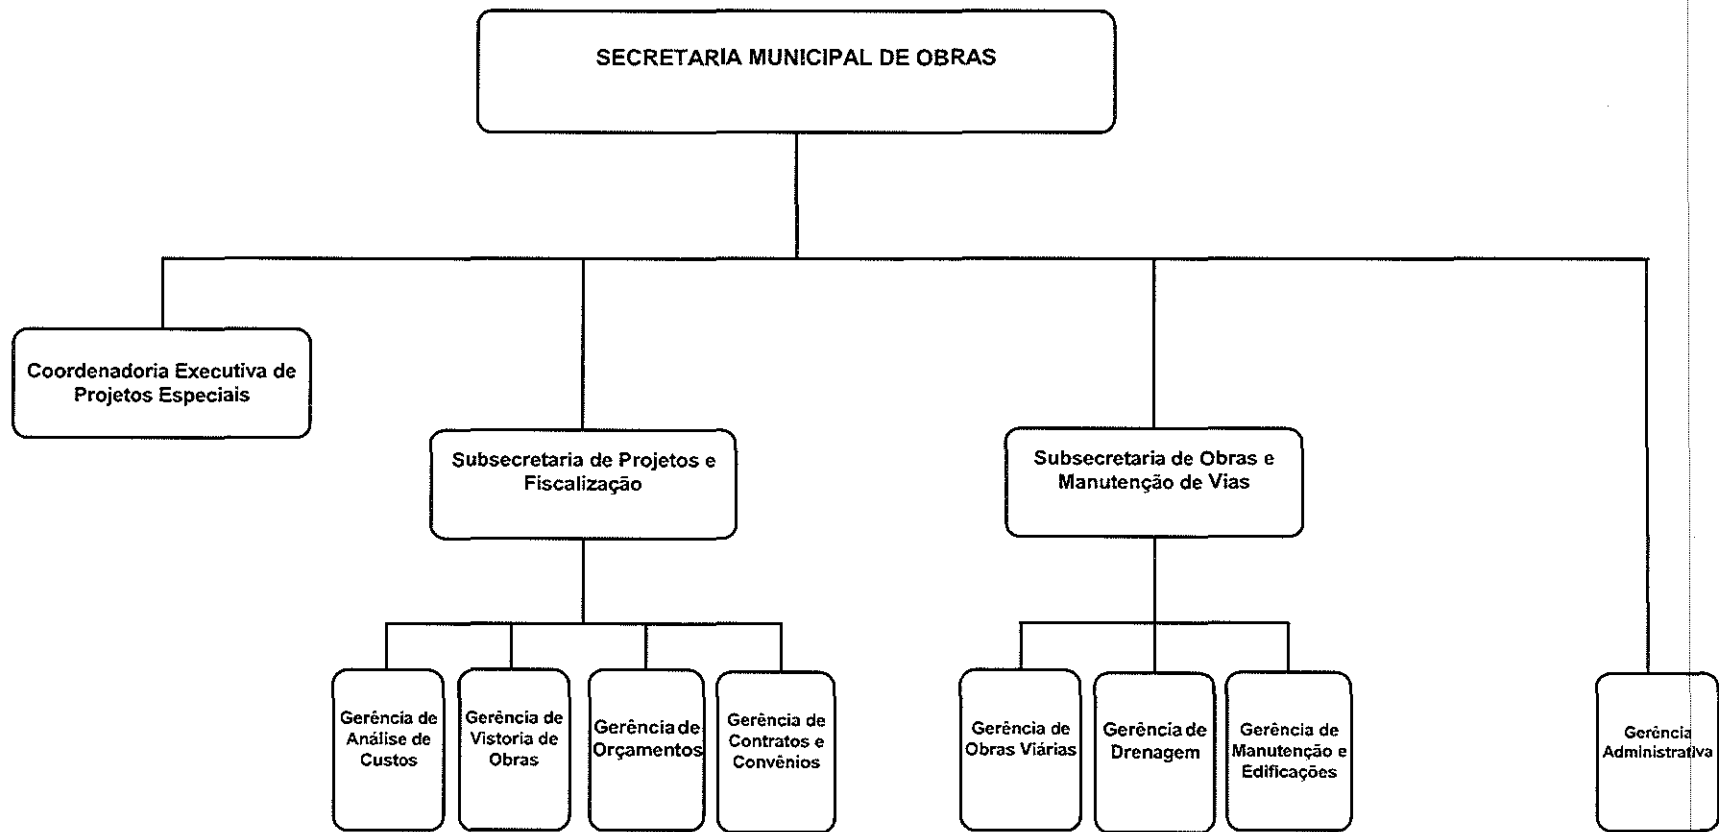 SECRETARIA MUNICIPAL DE OBRAS
Coordenadoria Executiva de
Projetos Especiais
Subsecretaria de Projetos e
Fiscalização
Subsecretaria de Obras e
Manutenção de Vias
Gerência de
Análise de
Custos
Gerência de
Vistoria de
Obras
Gerência de
Orçamentos
Gerência de
Contratos e
Convênios
Gerência de
Obras Viárias
Gerência de
Drenagem
Gerência de
Manutenção e
Edificações
Gerência
Administrativa